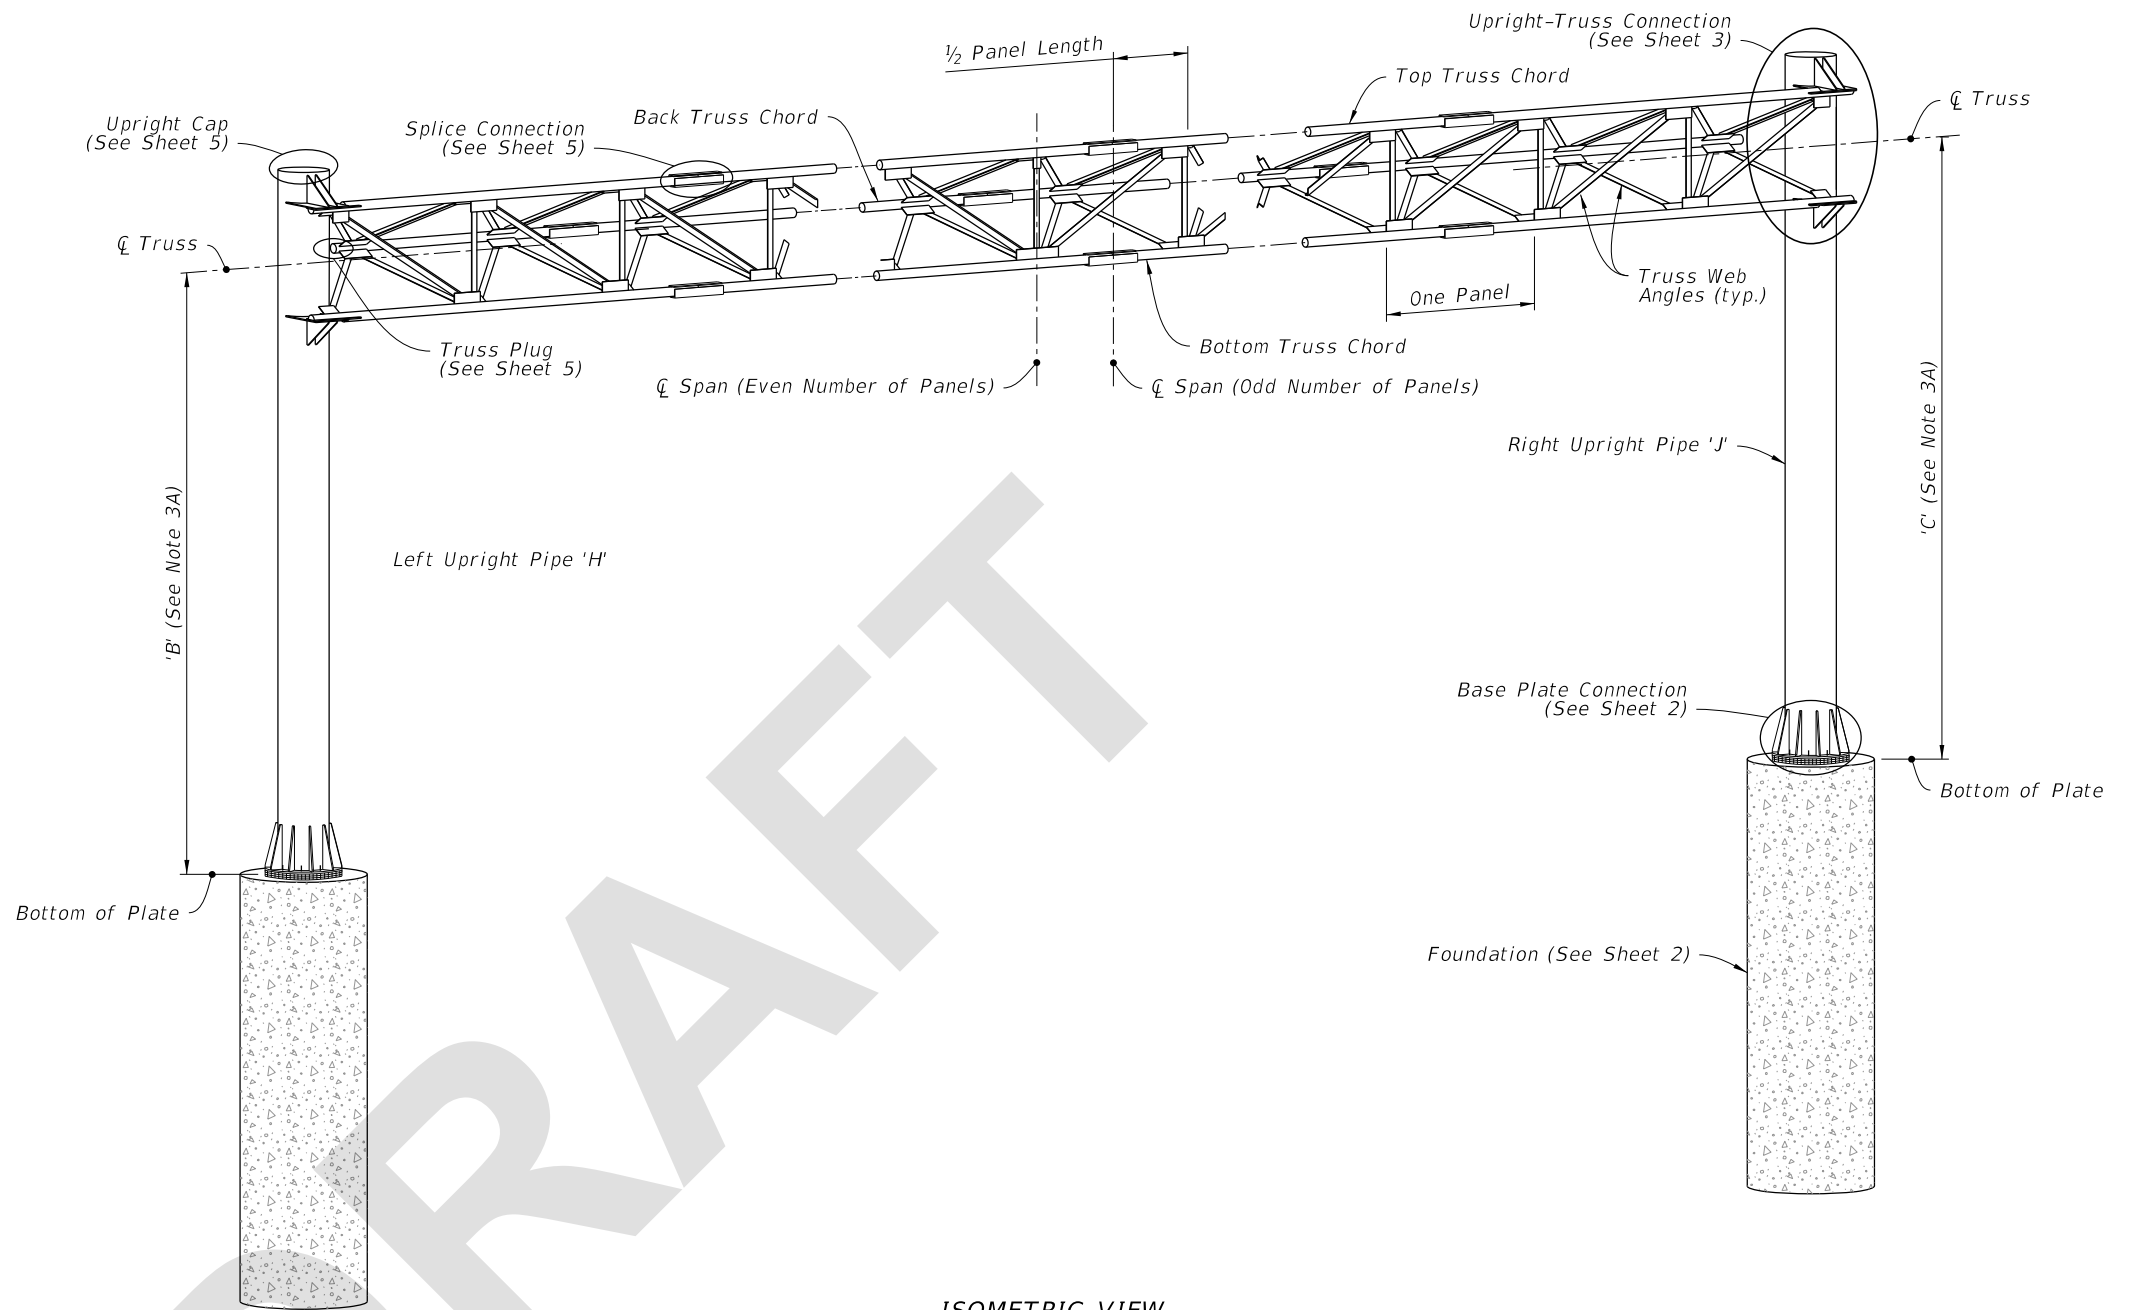 Upright-Truss Connection
(See Sheet 3)
½ Panel Length
Top Truss Chord
℄ Truss
Upright Cap
(See Sheet 5)
Splice Connection
(See Sheet 5)
Back Truss Chord
℄ Truss
Truss Web
Angles (typ.)
One Panel
Bottom Truss Chord
Truss Plug
(See Sheet 5)
℄ Span (Even Number of Panels)
℄ Span (Odd Number of Panels)
Right Upright Pipe 'J'
'C' (See Note 3A)
'B' (See Note 3A)
Left Upright Pipe 'H'
Base Plate Connection
(See Sheet 2)
Bottom of Plate
Bottom of Plate
Foundation (See Sheet 2)
DRAFT
ISOMETRIC VIEW